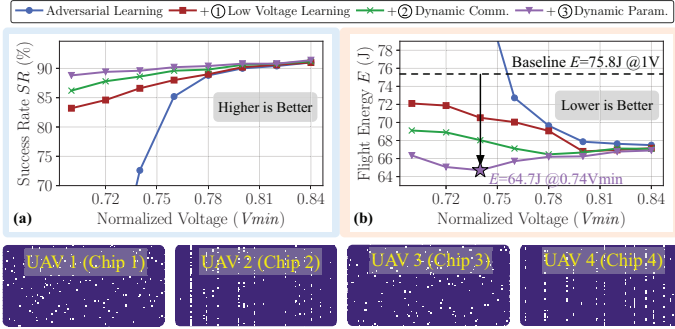 Adversarial Learning
+① Low Voltage Learning
+② Dynamic Comm.
+③ Dynamic Param.
Success Rate SR (%)
90
85
80
75
70
Higher is Better
(a)
0.72 0.75 0.78 0.81 0.84
Normalized Voltage (Vmin)
Flight Energy E (J)
78
76
74
72
70
68
66
64
Baseline E=75.8J @1V
Lower is Better
E=64.7J @0.74Vmin
(b)
0.72 0.75 0.78 0.81 0.84
Normalized Voltage (Vmin)
UAV 1 (Chip 1)
UAV 2 (Chip 2)
UAV 3 (Chip 3)
UAV 4 (Chip 4)